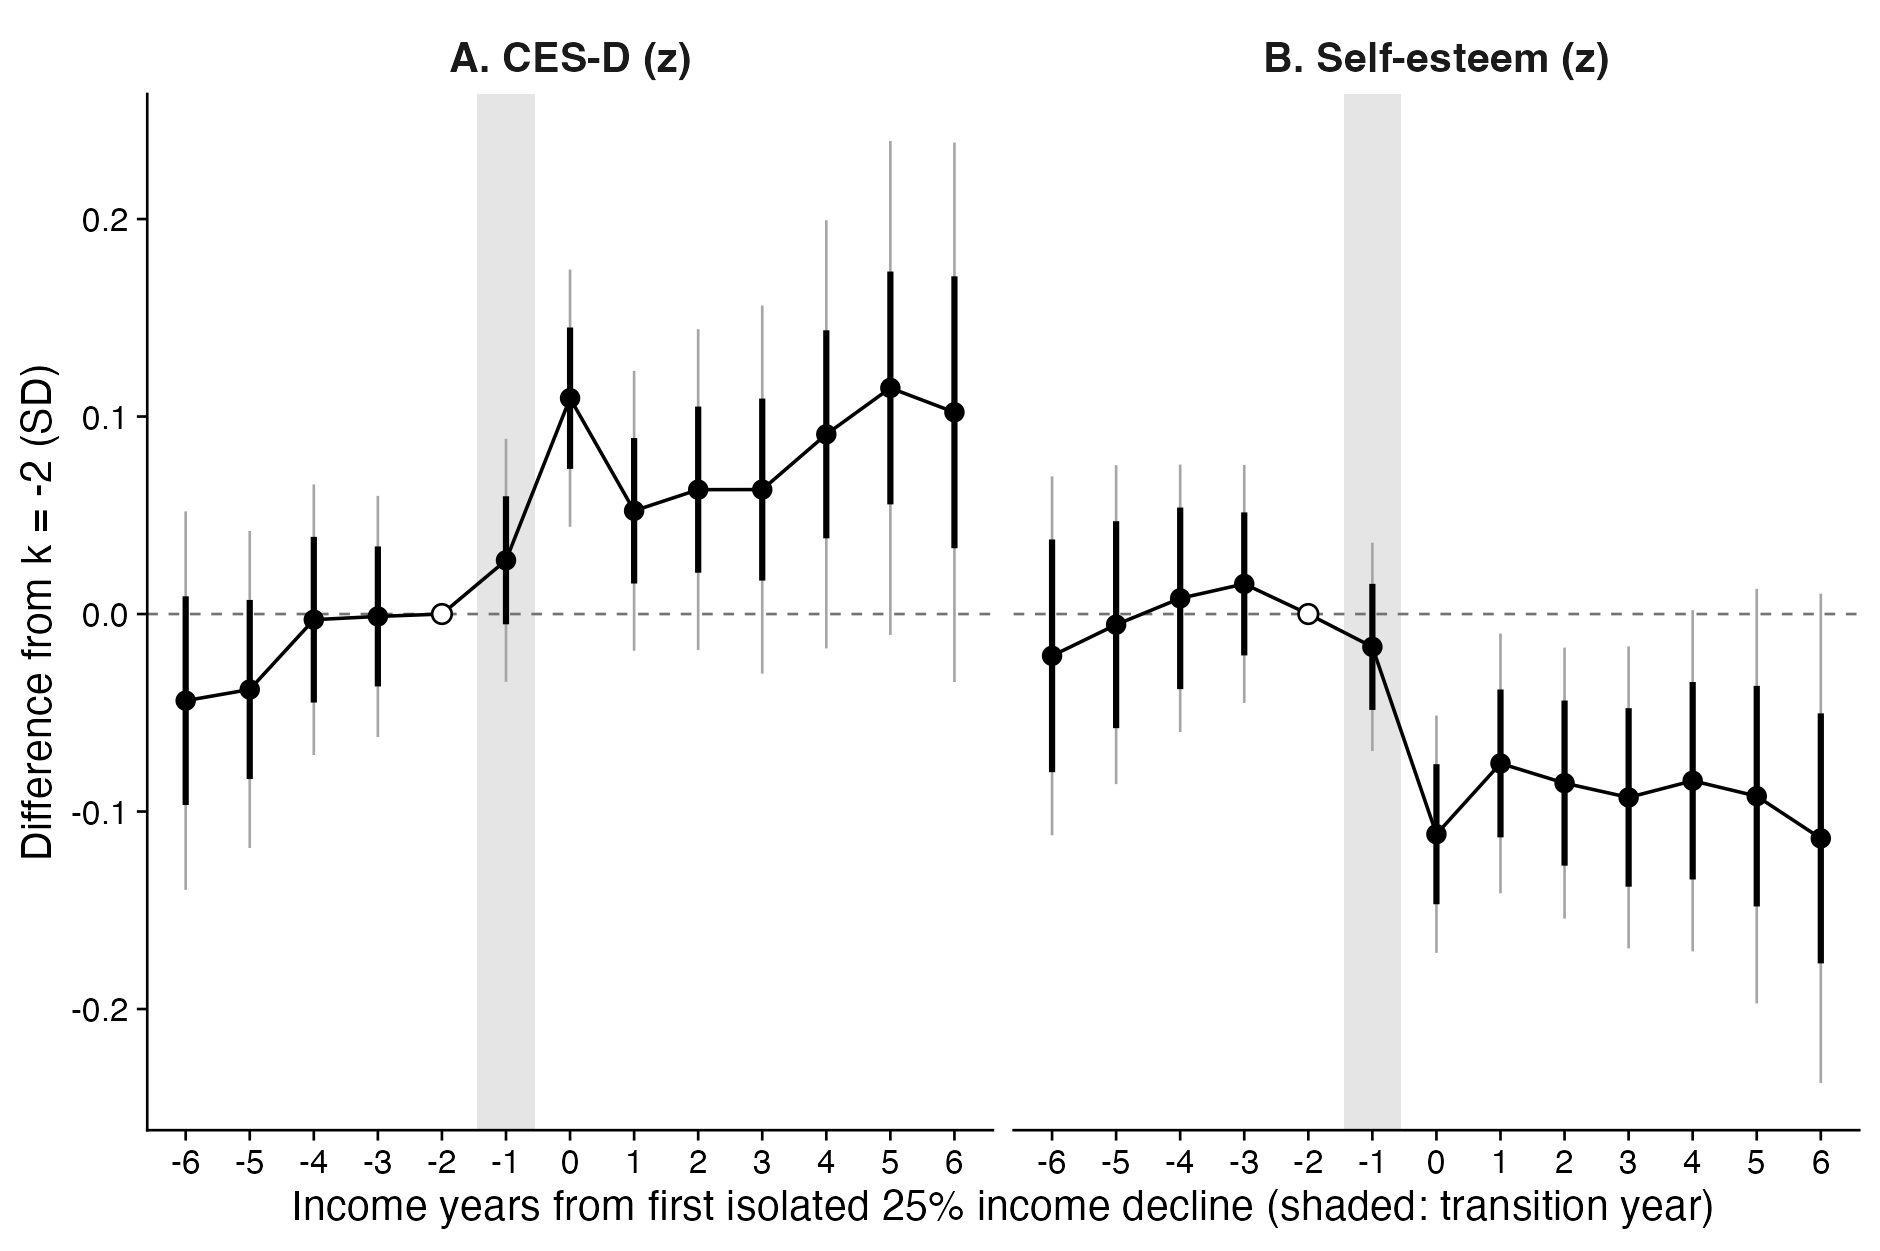 A. CES-D (z)
B. Self-esteem (z)
Difference from k = -2 (SD)
0.2
0.1
0.0
-0.1
-0.2
-6 -5 -4 -3 -2 -1 0 1 2 3 4 5 6
-6 -5 -4 -3 -2 -1 0 1 2 3 4 5 6
Income years from first isolated 25% income decline (shaded: transition year)